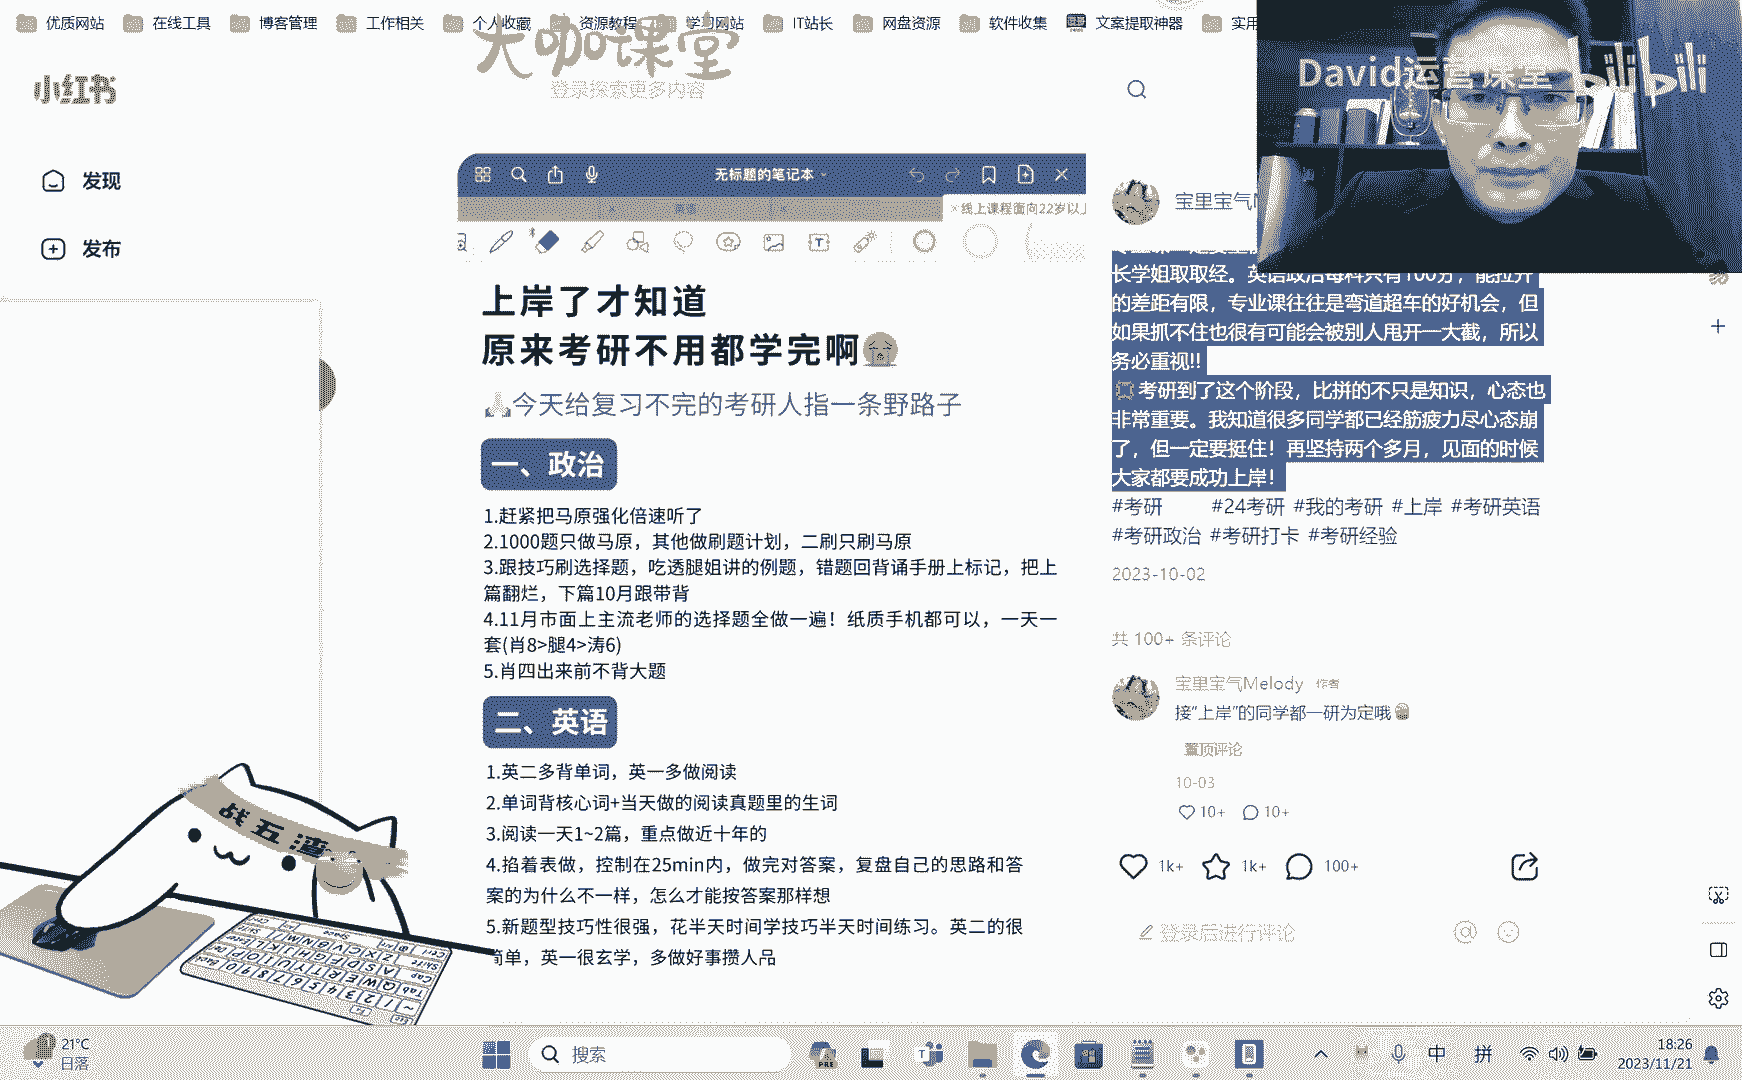 优质网站 在线工具 博客管理 工作相关 个人收藏 资源教程 学习网站 IT站长 网盘资源 软件收集 文案提取神器 实用
大咖课堂
登录探索更多内容
小红书
David运营课堂 bilibili
发现
发布
无标题的笔记本
英语
线上课程面向22岁以上
上岸了才知道
原来考研不用都学完啊😭
🙏今天给复习不完的考研人指一条野路子
一、政治
1.赶紧把马原强化倍速听了
2.1000题只做马原，其他做刷题计划，二刷只刷马原
3.跟技巧刷选择题，吃透腿姐讲的例题，错题回背诵手册上标记，把上
篇翻烂，下篇10月跟带背
4.11月市面上主流老师的选择题全做一遍！纸质手机都可以，一天一
套(肖8>腿4>涛6)
5.肖四出来前不背大题
二、英语
1.英二多背单词，英一多做阅读
2.单词背核心词+当天做的阅读真题里的生词
3.阅读一天1~2篇，重点做近十年的
4.掐着表做，控制在25min内，做完对答案，复盘自己的思路和答
案的为什么不一样，怎么才能按答案那样想
5.新题型技巧性很强，花半天时间学技巧半天时间练习。英二的很
简单，英一很玄学，多做好事攒人品
宝里宝气
长学姐取取经。英语政治每科只有100分，能拉开
的差距有限，专业课往往是弯道超车的好机会，但
如果抓不住也很有可能会被别人甩开一大截，所以
务必重视!!
考研到了这个阶段，比拼的不只是知识，心态也
非常重要。我知道很多同学都已经筋疲力尽心态崩
了，但一定要挺住！再坚持两个多月，见面的时候
大家都要成功上岸！
#考研 #24考研 #我的考研 #上岸 #考研英语
#考研政治 #考研打卡 #考研经验
2023-10-02
共 100+ 条评论
宝里宝气Melody 作者
接“上岸”的同学都一研为定哦
置顶评论
10-03
10+ 10+
1k+ 1k+ 100+
登录后进行评论
战五渣
21°C
日落
搜索
PRE
中 拼
18:26
2023/11/21